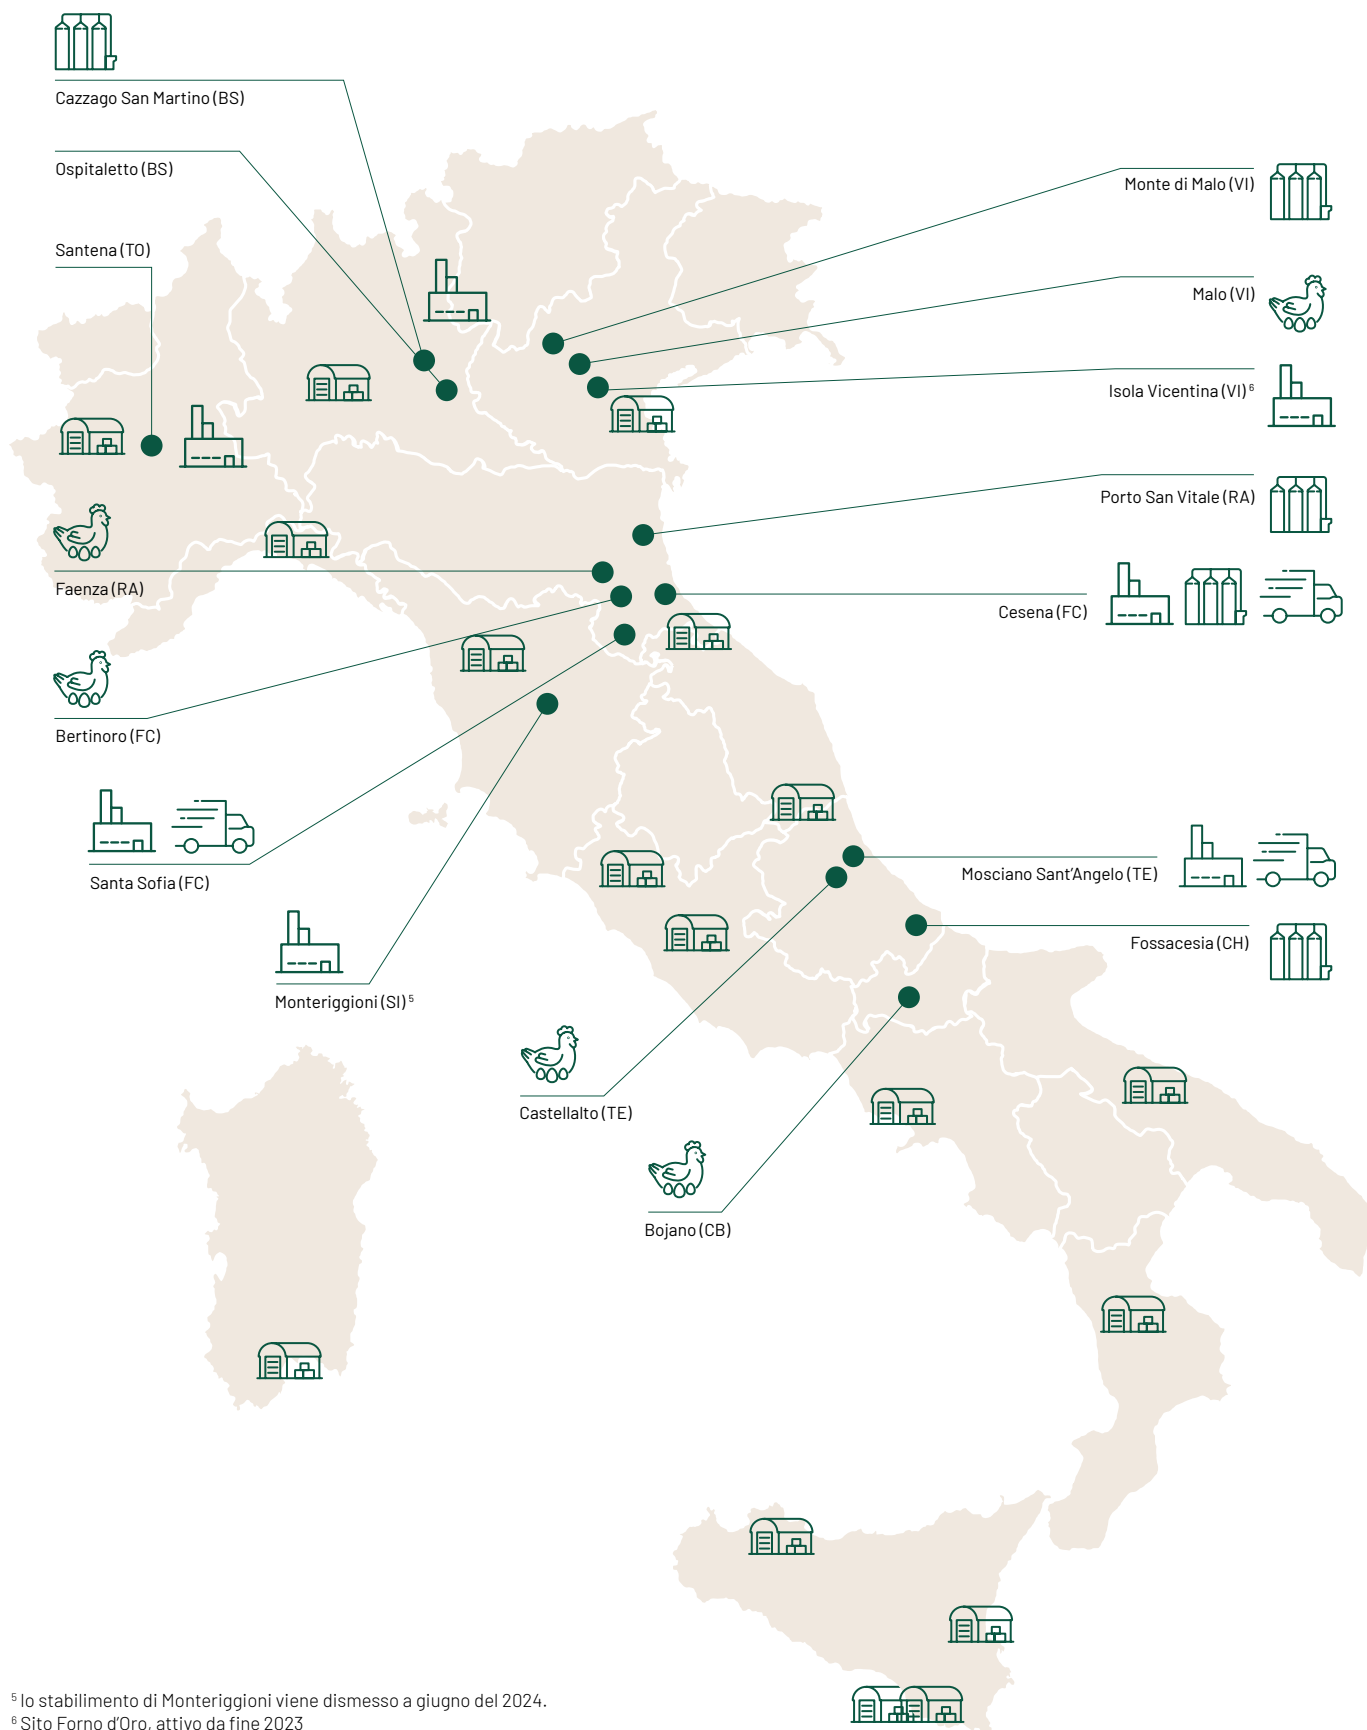 Cazzago San Martino (BS)
Ospitaletto (BS)
Monte di Malo (VI)
Santena (TO)
Malo (VI)
Isola Vicentina (VI) ⁶
Porto San Vitale (RA)
Faenza (RA)
Cesena (FC)
Bertinoro (FC)
Santa Sofia (FC)
Mosciano Sant’Angelo (TE)
Fossacesia (CH)
Monteriggioni (SI) ⁵
Castellalto (TE)
Bojano (CB)
⁵ lo stabilimento di Monteriggioni viene dismesso a giugno del 2024.
⁶ Sito Forno d’Oro, attivo da fine 2023